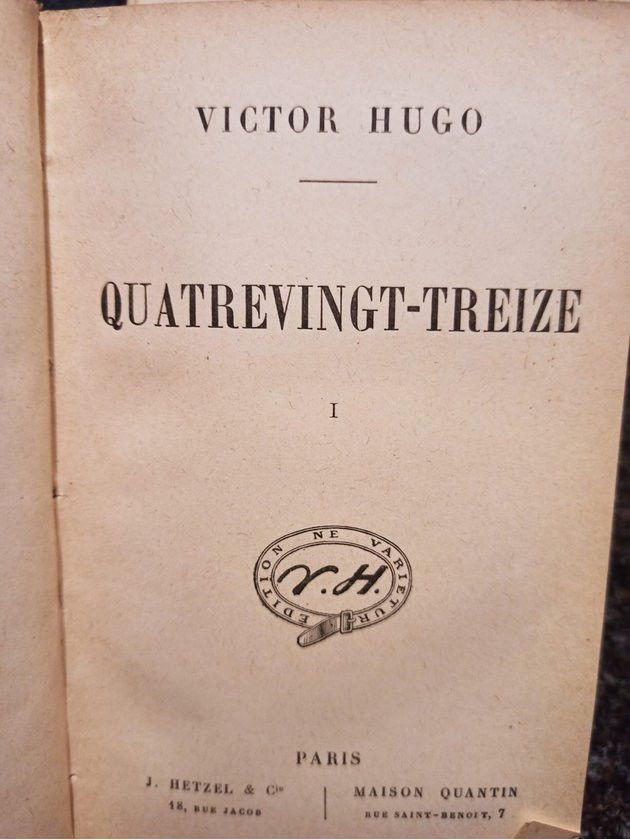 VICTOR HUGO
QUATREVINGT-TREIZE
I
EDITION NE VARIETUR
V.H.
PARIS
J. HETZEL & Cie
18, RUE JACOB
MAISON QUANTIN
RUE SAINT-BENOIT, 7